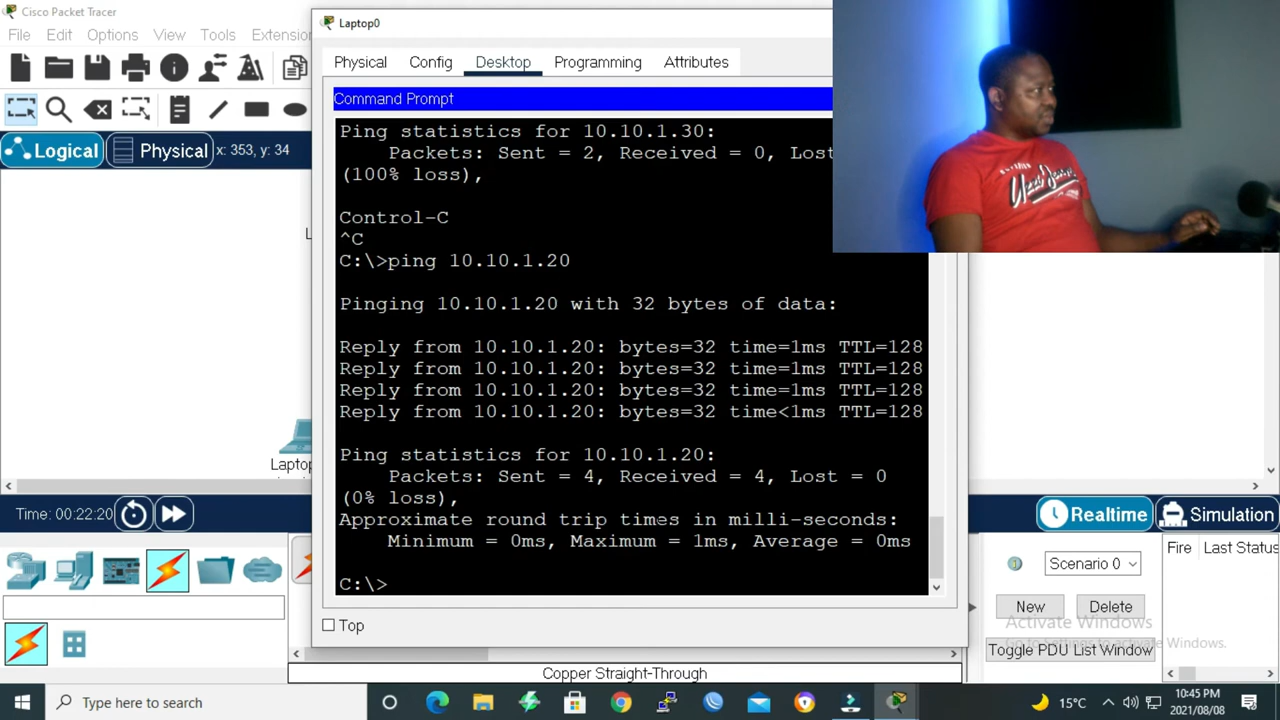 Cisco Packet Tracer
Laptop0
File Edit Options View Tools Extension
Physical Config Desktop Programming Attributes
Command Prompt
Logical Physical x: 353, y: 34
Ping statistics for 10.10.1.30:
Packets: Sent = 2, Received = 0, Lost
(100% loss),
Control-C
^C
C:\>ping 10.10.1.20
Pinging 10.10.1.20 with 32 bytes of data:
Reply from 10.10.1.20: bytes=32 time=1ms TTL=128
Reply from 10.10.1.20: bytes=32 time=1ms TTL=128
Reply from 10.10.1.20: bytes=32 time=1ms TTL=128
Reply from 10.10.1.20: bytes=32 time<1ms TTL=128
Ping statistics for 10.10.1.20:
Packets: Sent = 4, Received = 4, Lost = 0
(0% loss),
Approximate round trip times in milli-seconds:
Minimum = 0ms, Maximum = 1ms, Average = 0ms
C:\>
Laptop
Time: 00:22:20
Realtime Simulation
Scenario 0
Fire Last Status
New Delete
Toggle PDU List Window
Activate Windows
Go to Settings to activate Windows.
Top
Copper Straight-Through
Type here to search
15°C
10:45 PM
2021/08/08